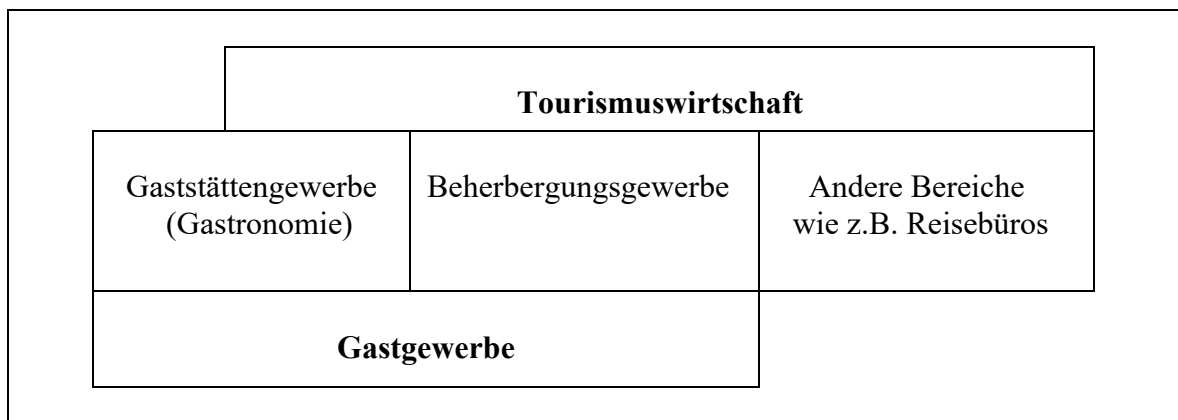 Tourismuswirtschaft
Gaststättengewerbe
(Gastronomie)
Beherbergungsgewerbe
Andere Bereiche
wie z.B. Reisebüros
Gastgewerbe